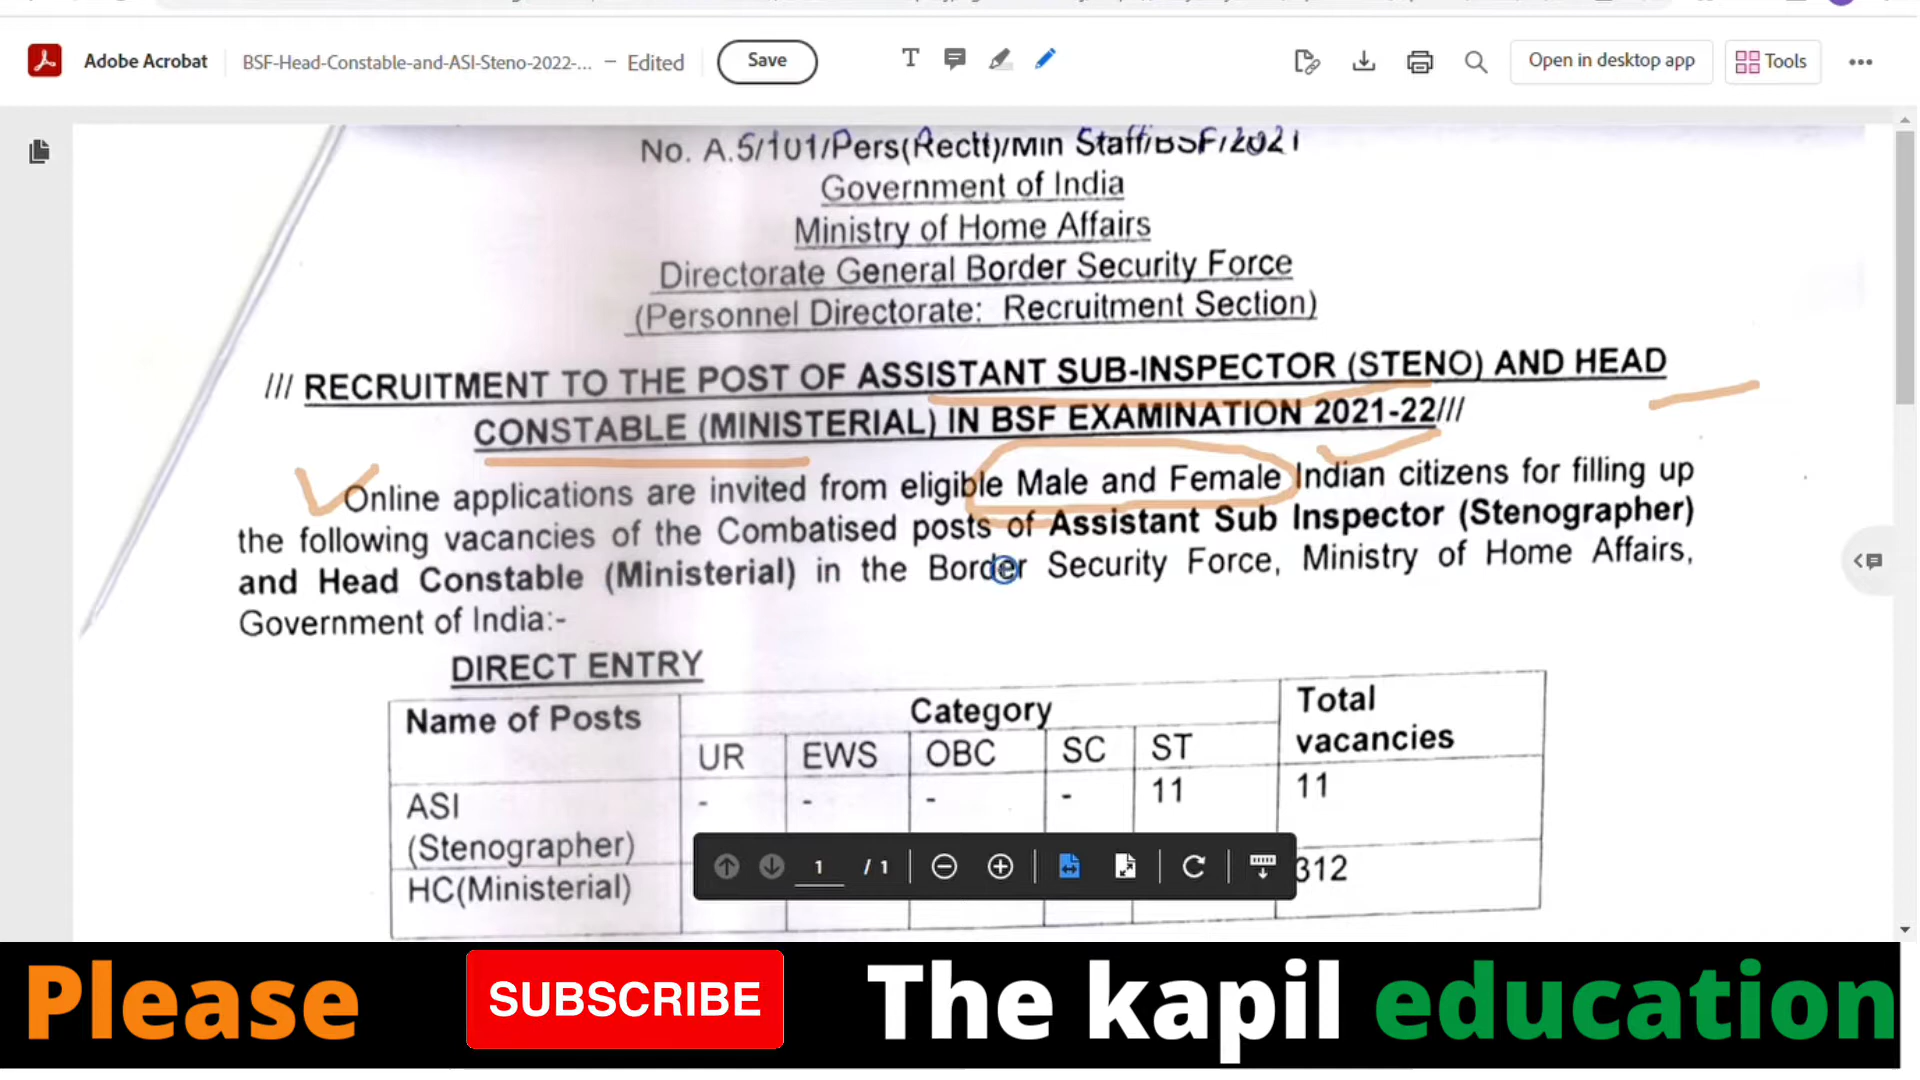 Adobe Acrobat
BSF-Head-Constable-and-ASI-Steno-2022-... – Edited
Save
Open in desktop app
Tools
No. A.5/101/Pers(Rectt)/Min Staff/BSF/2021
Government of India
Ministry of Home Affairs
Directorate General Border Security Force
(Personnel Directorate: Recruitment Section)
/// RECRUITMENT TO THE POST OF ASSISTANT SUB-INSPECTOR (STENO) AND HEAD
CONSTABLE (MINISTERIAL) IN BSF EXAMINATION 2021-22///
Online applications are invited from eligible Male and Female Indian citizens for filling up
the following vacancies of the Combatised posts of Assistant Sub Inspector (Stenographer)
and Head Constable (Ministerial) in the Border Security Force, Ministry of Home Affairs,
Government of India:-
DIRECT ENTRY
Name of Posts Category Total
vacancies
UR EWS OBC SC ST
ASI - - - - 11 11
(Stenographer)
HC(Ministerial) 312
1 / 1
Please SUBSCRIBE The kapil education